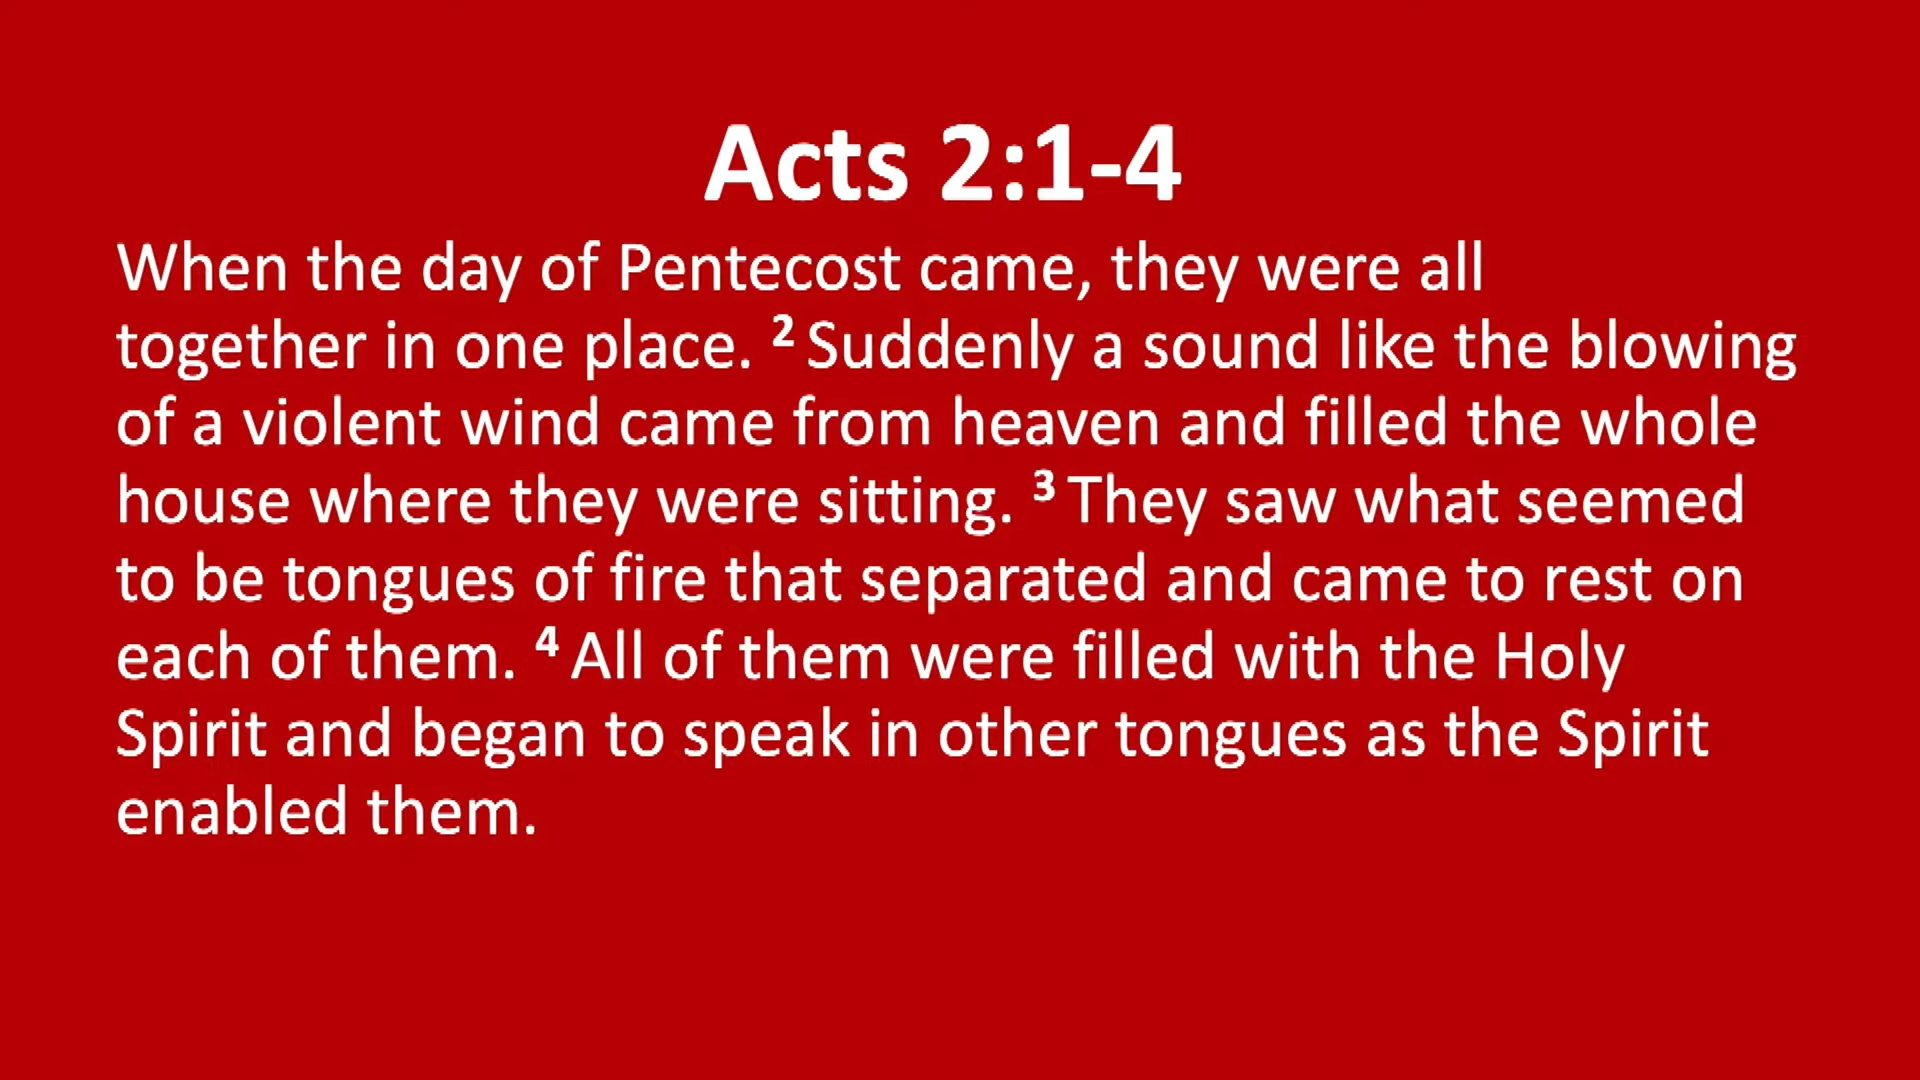 Acts 2:1-4
When the day of Pentecost came, they were all
together in one place. ² Suddenly a sound like the blowing
of a violent wind came from heaven and filled the whole
house where they were sitting. ³ They saw what seemed
to be tongues of fire that separated and came to rest on
each of them. ⁴ All of them were filled with the Holy
Spirit and began to speak in other tongues as the Spirit
enabled them.